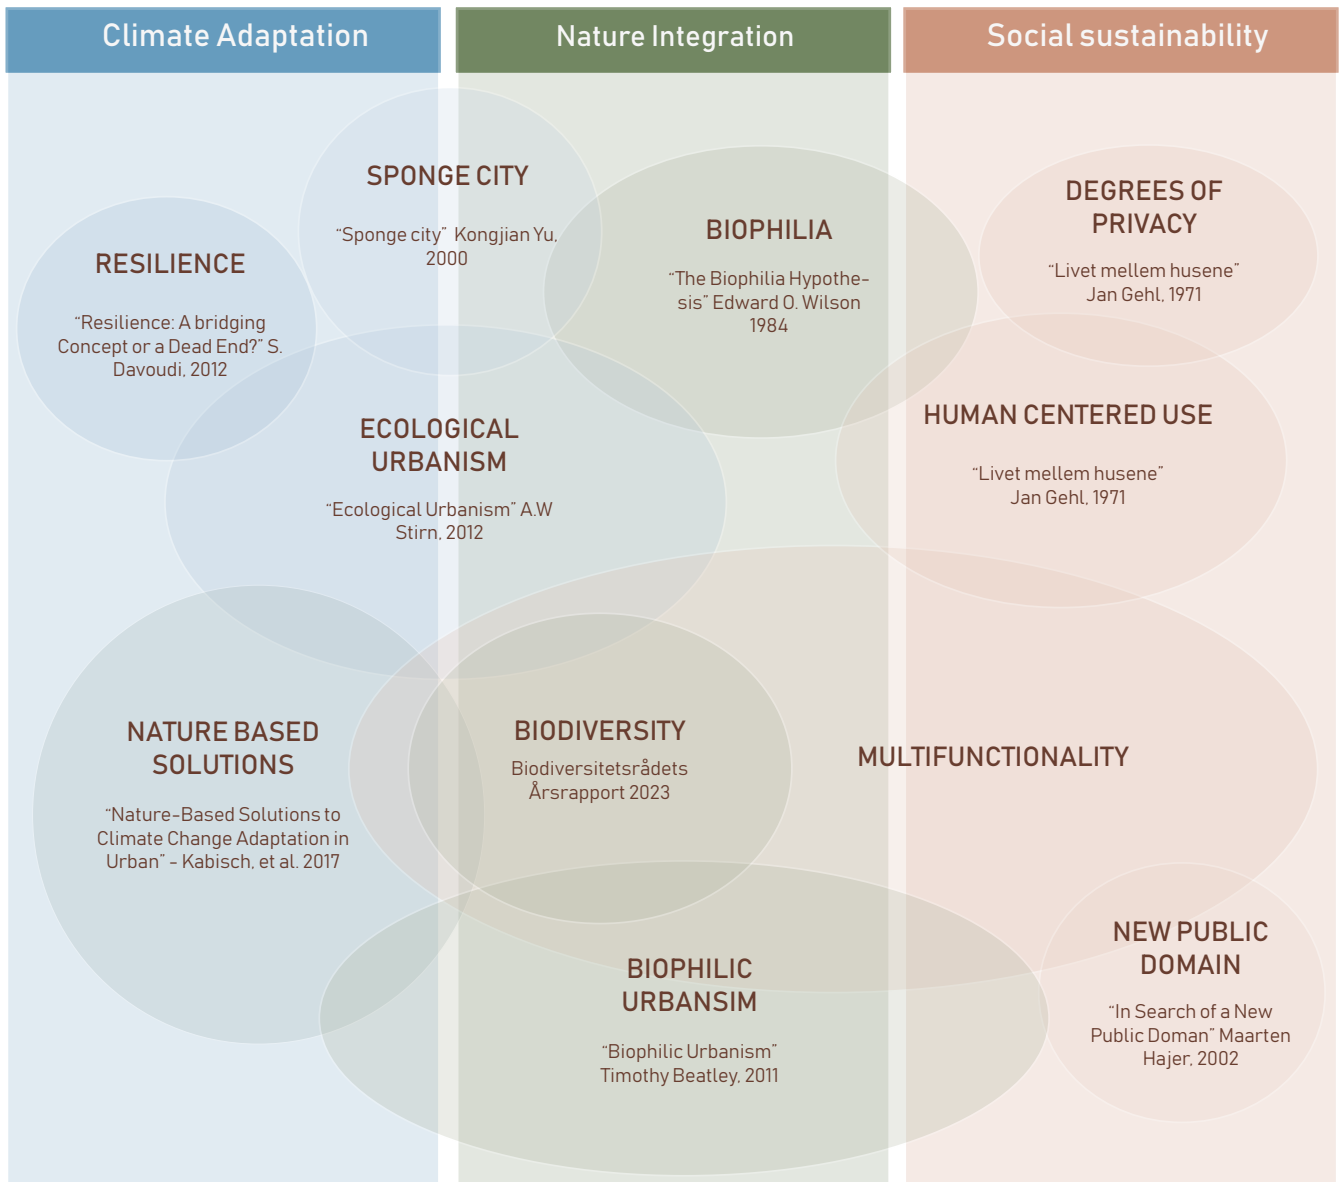 Climate Adaptation
Nature Integration
Social sustainability
SPONGE CITY
“Sponge city” Kongjian Yu,
2000
RESILIENCE
“Resilience: A bridging
Concept or a Dead End?” S.
Davoudi, 2012
BIOPHILIA
“The Biophilia Hypothe-
sis” Edward O. Wilson
1984
DEGREES OF
PRIVACY
“Livet mellem husene”
Jan Gehl, 1971
ECOLOGICAL
URBANISM
“Ecological Urbanism” A.W
Stirn, 2012
HUMAN CENTERED USE
“Livet mellem husene”
Jan Gehl, 1971
NATURE BASED
SOLUTIONS
“Nature-Based Solutions to
Climate Change Adaptation in
Urban” - Kabisch, et al. 2017
BIODIVERSITY
Biodiversitetsrådets
Årsrapport 2023
MULTIFUNCTIONALITY
BIOPHILIC
URBANSIM
“Biophilic Urbanism”
Timothy Beatley, 2011
NEW PUBLIC
DOMAIN
“In Search of a New
Public Doman” Maarten
Hajer, 2002